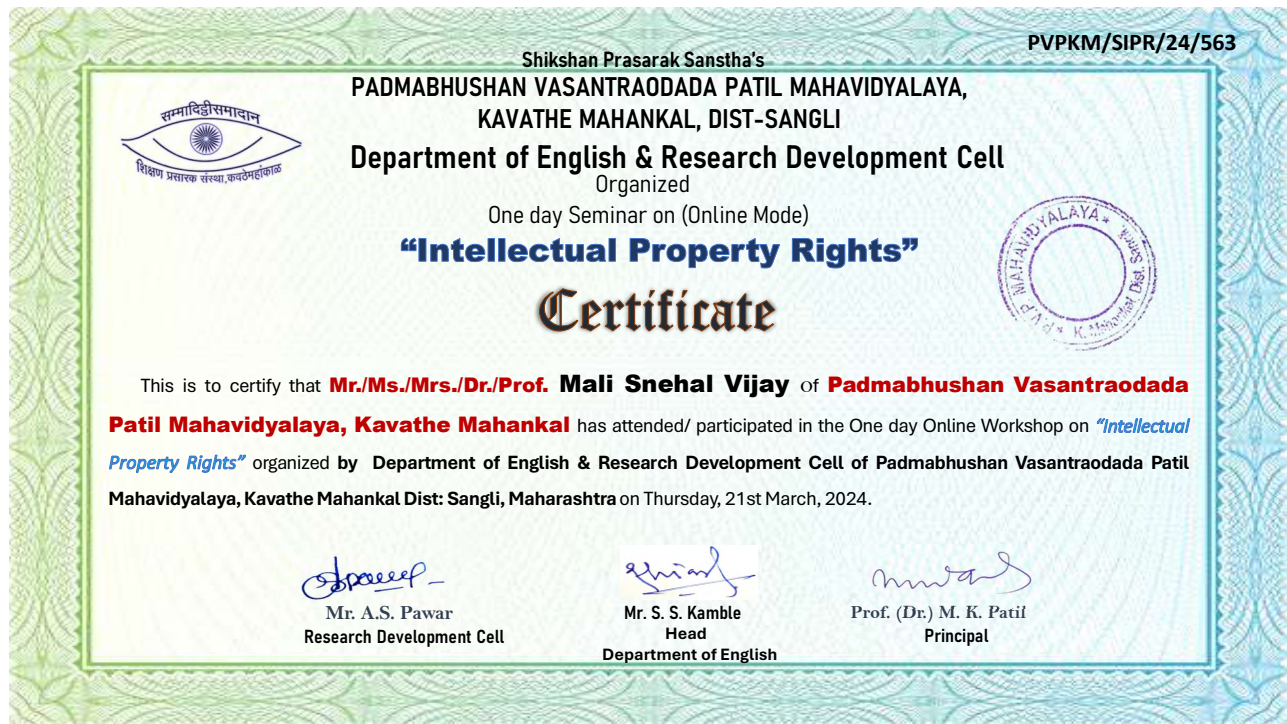 PVPKM/SIPR/24/563
Shikshan Prasarak Sanstha's
PADMABHUSHAN VASANTRAODADA PATIL MAHAVIDYALAYA,
KAVATHE MAHANKAL, DIST-SANGLI
सम्मादिट्ठीसमादान
शिक्षण प्रसारक संस्था,कवठेमहांकाळ
Department of English & Research Development Cell
Organized
One day Seminar on (Online Mode)
“Intellectual Property Rights”
P.V.P. MAHAVIDYALAYA * K. Mahankal Dist. Sangli. *
Certificate
This is to certify that Mr./Ms./Mrs./Dr./Prof. Mali Snehal Vijay of Padmabhushan Vasantraodada
Patil Mahavidyalaya, Kavathe Mahankal has attended/ participated in the One day Online Workshop on “Intellectual
Property Rights” organized by Department of English & Research Development Cell of Padmabhushan Vasantraodada Patil
Mahavidyalaya, Kavathe Mahankal Dist: Sangli, Maharashtra on Thursday, 21st March, 2024.
Mr. A.S. Pawar
Research Development Cell
Mr. S. S. Kamble
Head
Department of English
Prof. (Dr.) M. K. Patil
Principal